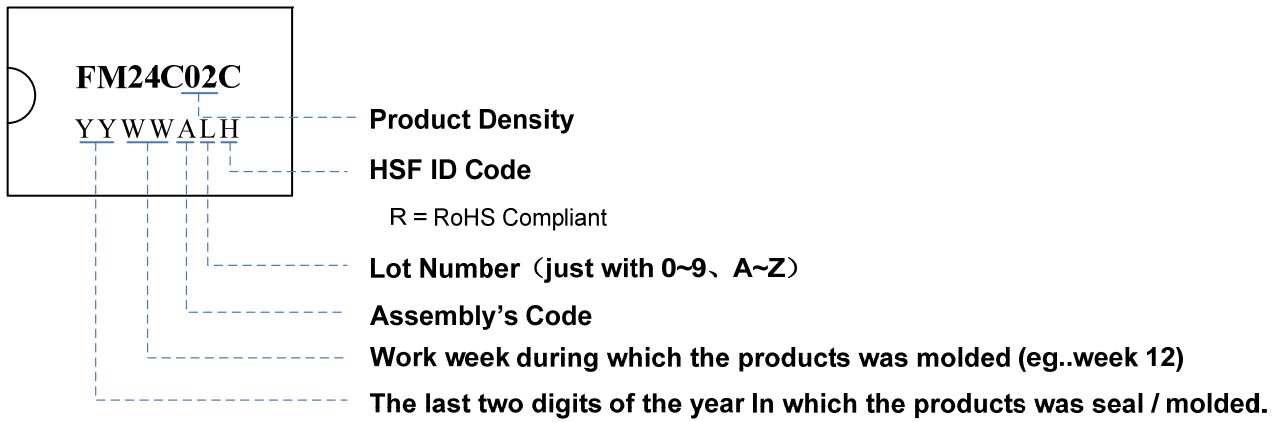 FM24C02C
YYWWALH
Product Density
HSF ID Code
R = RoHS Compliant
Lot Number（just with 0~9、A~Z）
Assembly’s Code
Work week during which the products was molded (eg..week 12)
The last two digits of the year In which the products was seal / molded.